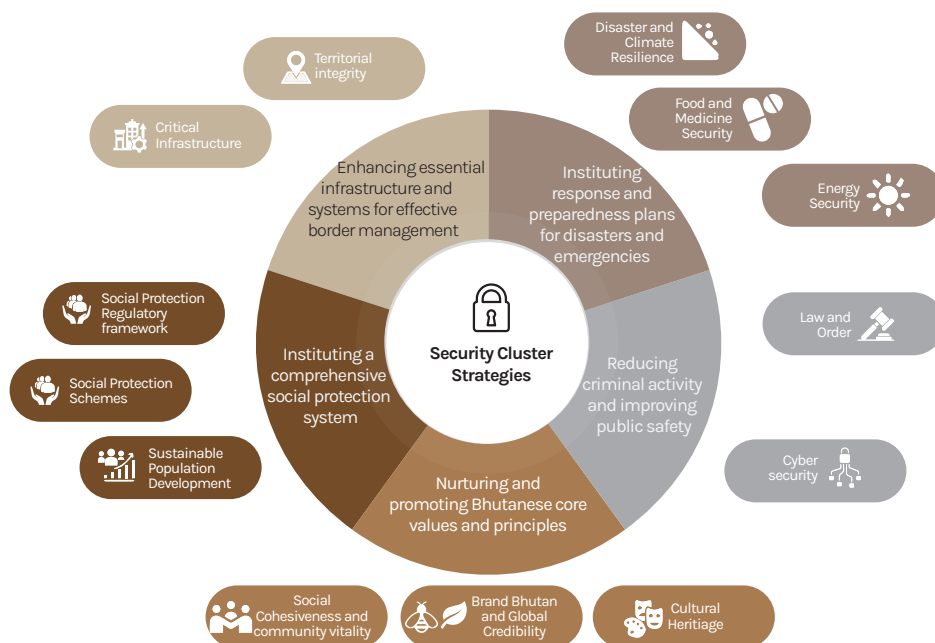 Disaster and
Climate
Resilience
Territorial
integrity
Food and
Medicine
Security
Critical
Infrastructure
Enhancing essential
infrastructure and
systems for effective
border management
Instituting
response and
preparedness plans
for disasters and
emergencies
Energy
Security
Social Protection
Regulatory
framework
Law and
Order
Security Cluster
Strategies
Instituting a
comprehensive
social protection
system
Reducing
criminal activity
and improving
public safety
Social Protection
Schemes
Sustainable
Population
Development
Cyber
security
Nurturing and
promoting Bhutanese core
values and principles
Social
Cohesiveness and
community vitality
Brand Bhutan
and Global
Credibility
Cultural
Heritiage